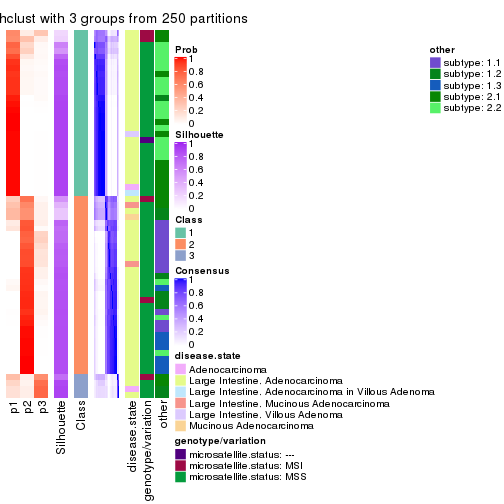 hclust with 3 groups from 250 partitions
Prob
1
0.8
0.6
0.4
0.2
0
Silhouette
1
0.8
0.6
0.4
0.2
0
Class
1
2
3
Consensus
1
0.8
0.6
0.4
0.2
0
disease.state
Adenocarcinoma
Large Intestine. Adenocarcinoma
Large Intestine. Adenocarcinoma in Villous Adenoma
Large Intestine. Mucinous Adenocarcinoma
Large Intestine. Villous Adenoma
Mucinous Adenocarcinoma
genotype/variation
microsatellite.status: ---
microsatellite.status: MSI
microsatellite.status: MSS
other
subtype: 1.1
subtype: 1.2
subtype: 1.3
subtype: 2.1
subtype: 2.2
p1
p2
p3
Silhouette
Class
disease.state
genotype/variation
other